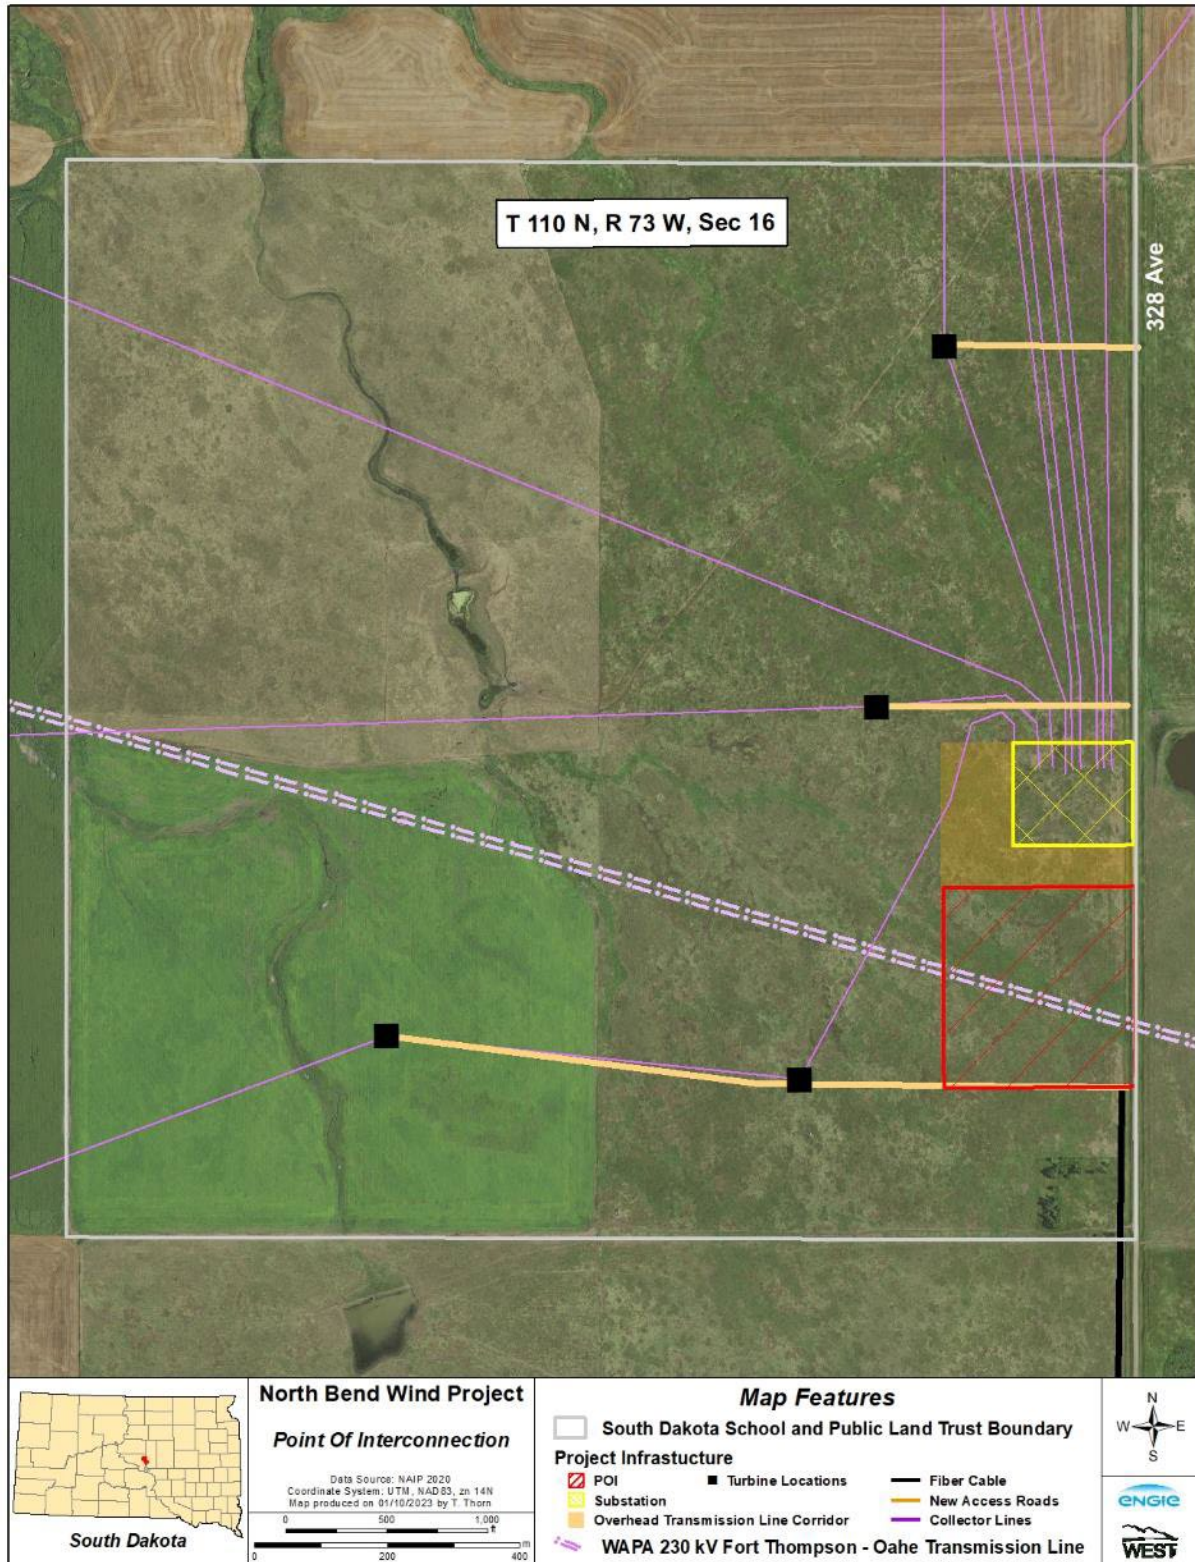 T 110 N, R 73 W, Sec 16
328 Ave
South Dakota
North Bend Wind Project
Point Of Interconnection
Data Source: NAIP 2020
Coordinate System: UTM, NAD83, zn 14N
Map produced on 01/10/2023 by T. Thorn
0 500 1,000
ft
m
0 200 400
Map Features
South Dakota School and Public Land Trust Boundary
Project Infrastucture
POI
Turbine Locations
Fiber Cable
Substation
New Access Roads
Overhead Transmission Line Corridor
Collector Lines
WAPA 230 kV Fort Thompson - Oahe Transmission Line
N
W E
S
ENGIE
WEST